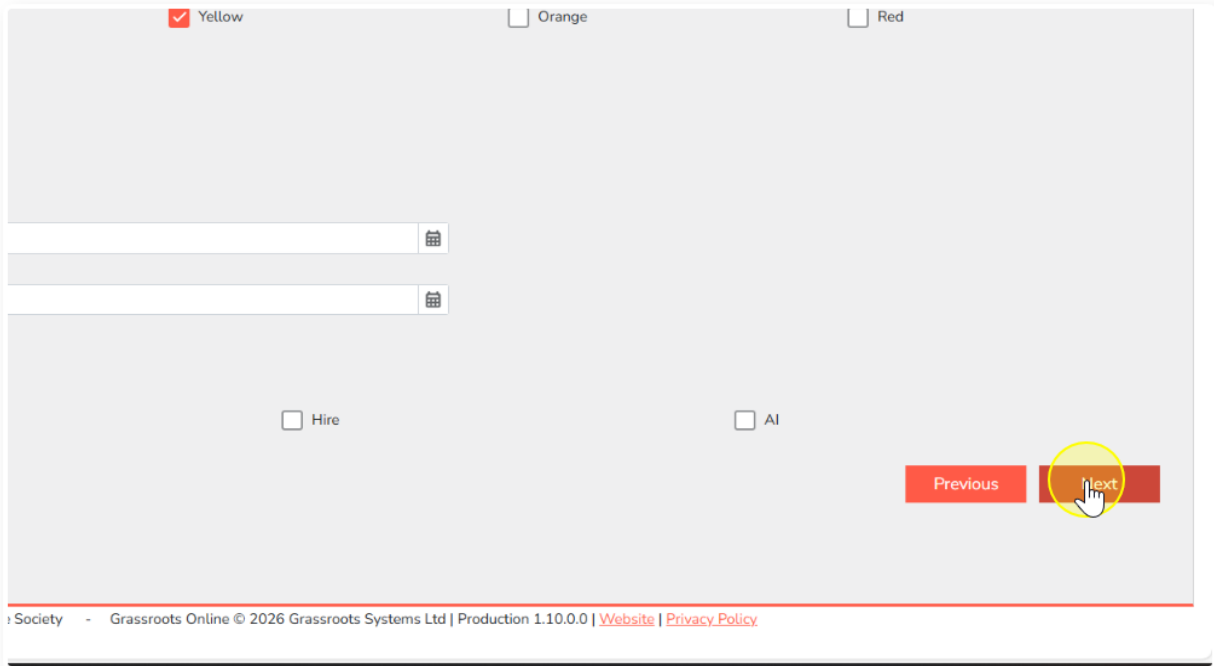 Yellow Orange Red
Hire AI
Previous Next
Society - Grassroots Online © 2026 Grassroots Systems Ltd | Production 1.10.0.0 | Website | Privacy Policy